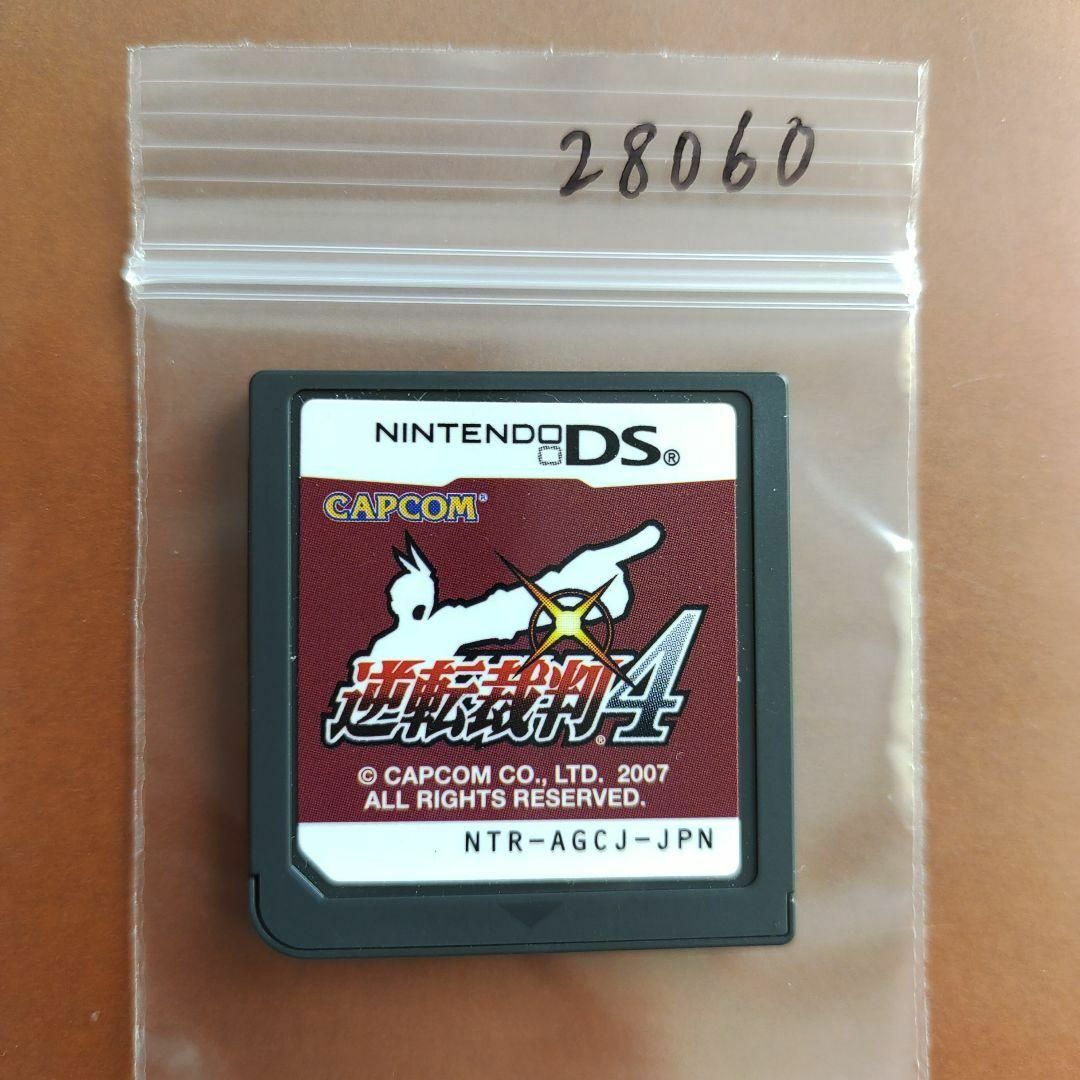 28060
NINTENDO DS®
CAPCOM®
逆転裁判4®
© CAPCOM CO., LTD. 2007
ALL RIGHTS RESERVED.
NTR-AGCJ-JPN